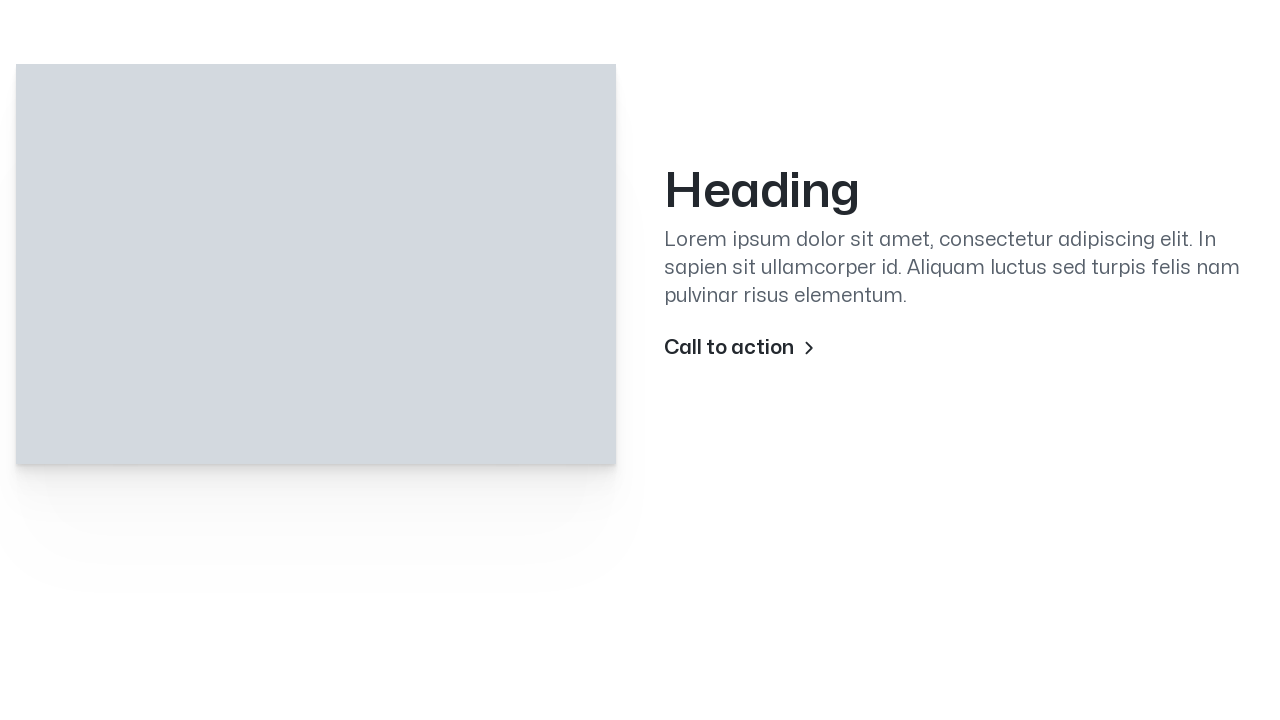 Heading
Lorem ipsum dolor sit amet, consectetur adipiscing elit. In
sapien sit ullamcorper id. Aliquam luctus sed turpis felis nam
pulvinar risus elementum.
Call to action